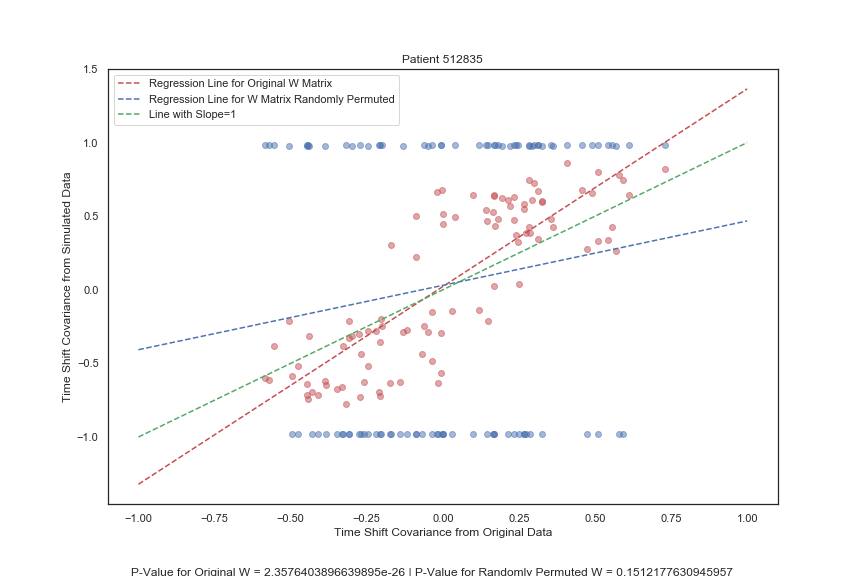 Patient 512835
Regression Line for Original W Matrix
Regression Line for W Matrix Randomly Permuted
Line with Slope=1
Time Shift Covariance from Simulated Data
1.5
1.0
0.5
0.0
−0.5
−1.0
−1.00 −0.75 −0.50 −0.25 0.00 0.25 0.50 0.75 1.00
Time Shift Covariance from Original Data
P-Value for Original W = 2.3576403896639895e-26 | P-Value for Randomly Permuted W = 0.1512177630945957